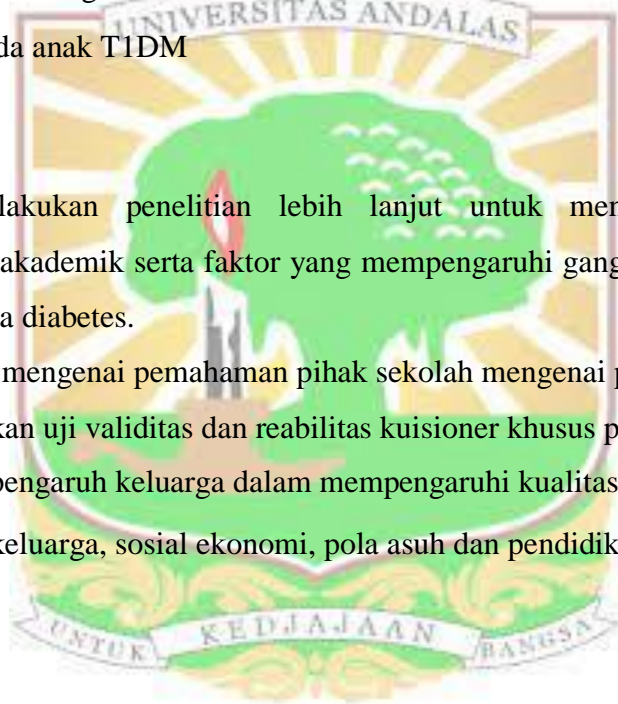 UNIVERSITAS ANDALAS
da anak T1DM
lakukan penelitian lebih lanjut untuk men
akademik serta faktor yang mempengaruhi gang
a diabetes.
mengenai pemahaman pihak sekolah mengenai p
kan uji validitas dan reabilitas kuisioner khusus p
pengaruh keluarga dalam mempengaruhi kualitas
keluarga, sosial ekonomi, pola asuh dan pendidik
UNTUK KEDJAJAAN BANGSA